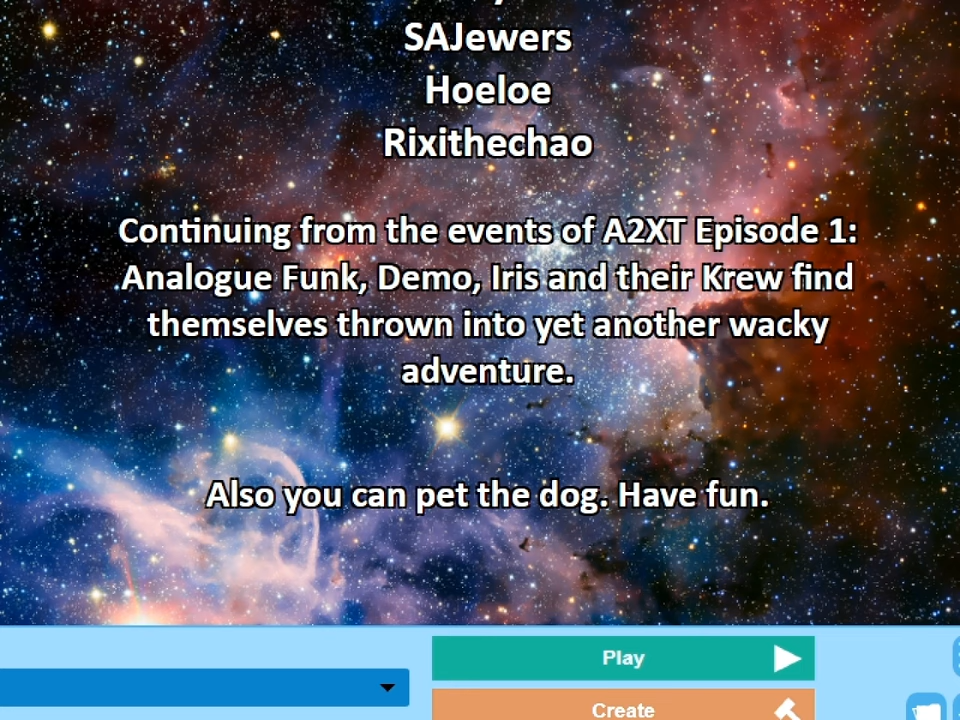 SAJewers
Hoeloe
Rixithechao
Continuing from the events of A2XT Episode 1:
Analogue Funk, Demo, Iris and their Krew find
themselves thrown into yet another wacky
adventure.
Also you can pet the dog. Have fun.
Play
Create